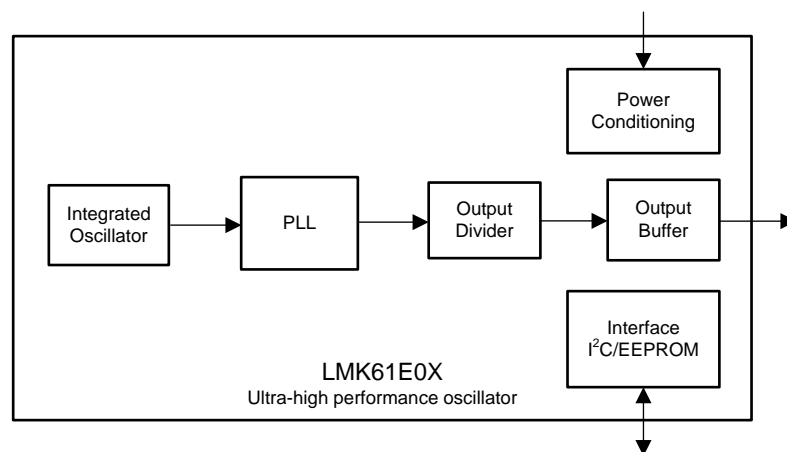 Power
Conditioning
Integrated
Oscillator
PLL
Output
Divider
Output
Buffer
Interface
I²C/EEPROM
LMK61E0X
Ultra-high performance oscillator